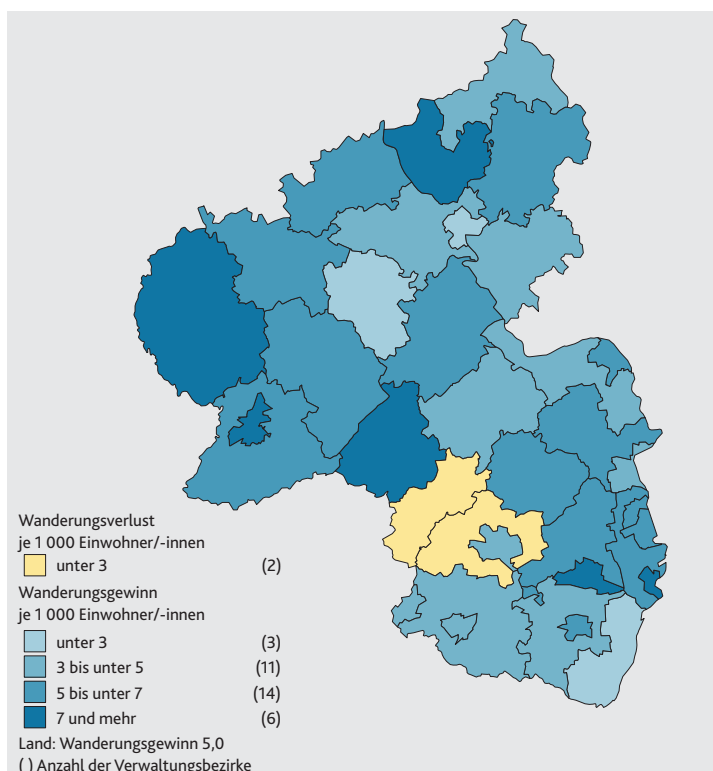 Wanderungsverlust
je 1 000 Einwohner/-innen
unter 3 (2)
Wanderungsgewinn
je 1 000 Einwohner/-innen
unter 3 (3)
3 bis unter 5 (11)
5 bis unter 7 (14)
7 und mehr (6)
Land: Wanderungsgewinn 5,0
( ) Anzahl der Verwaltungsbezirke